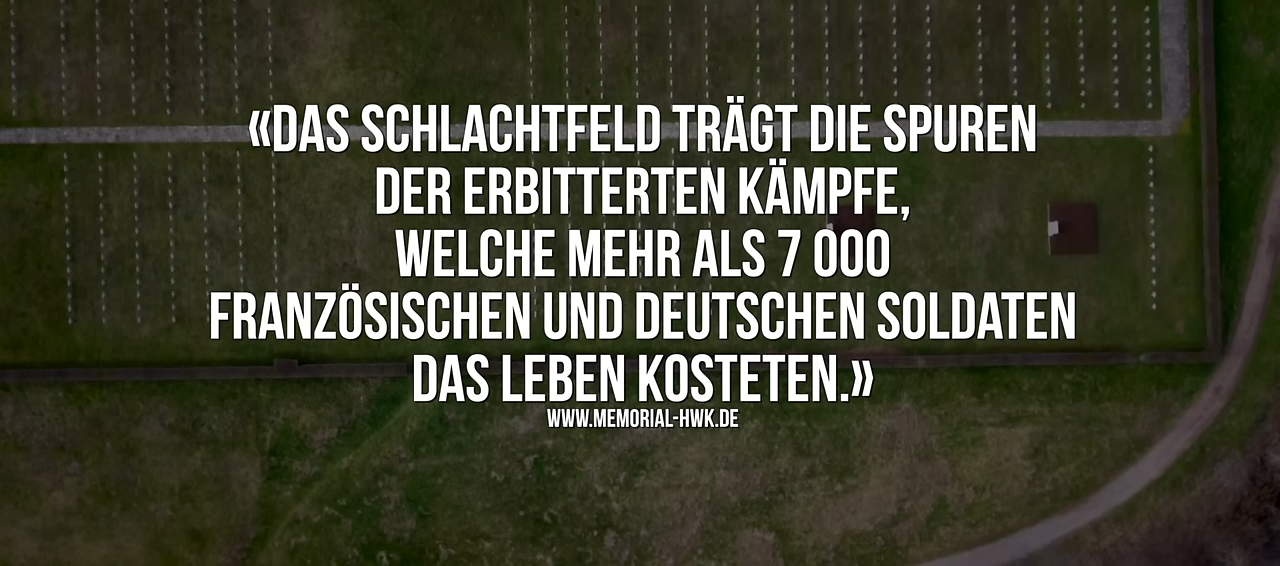 «DAS SCHLACHTFELD TRÄGT DIE SPUREN
DER ERBITTERTEN KÄMPFE,
WELCHE MEHR ALS 7 000
FRANZÖSISCHEN UND DEUTSCHEN SOLDATEN
DAS LEBEN KOSTETEN.»
WWW.MEMORIAL-HWK.DE